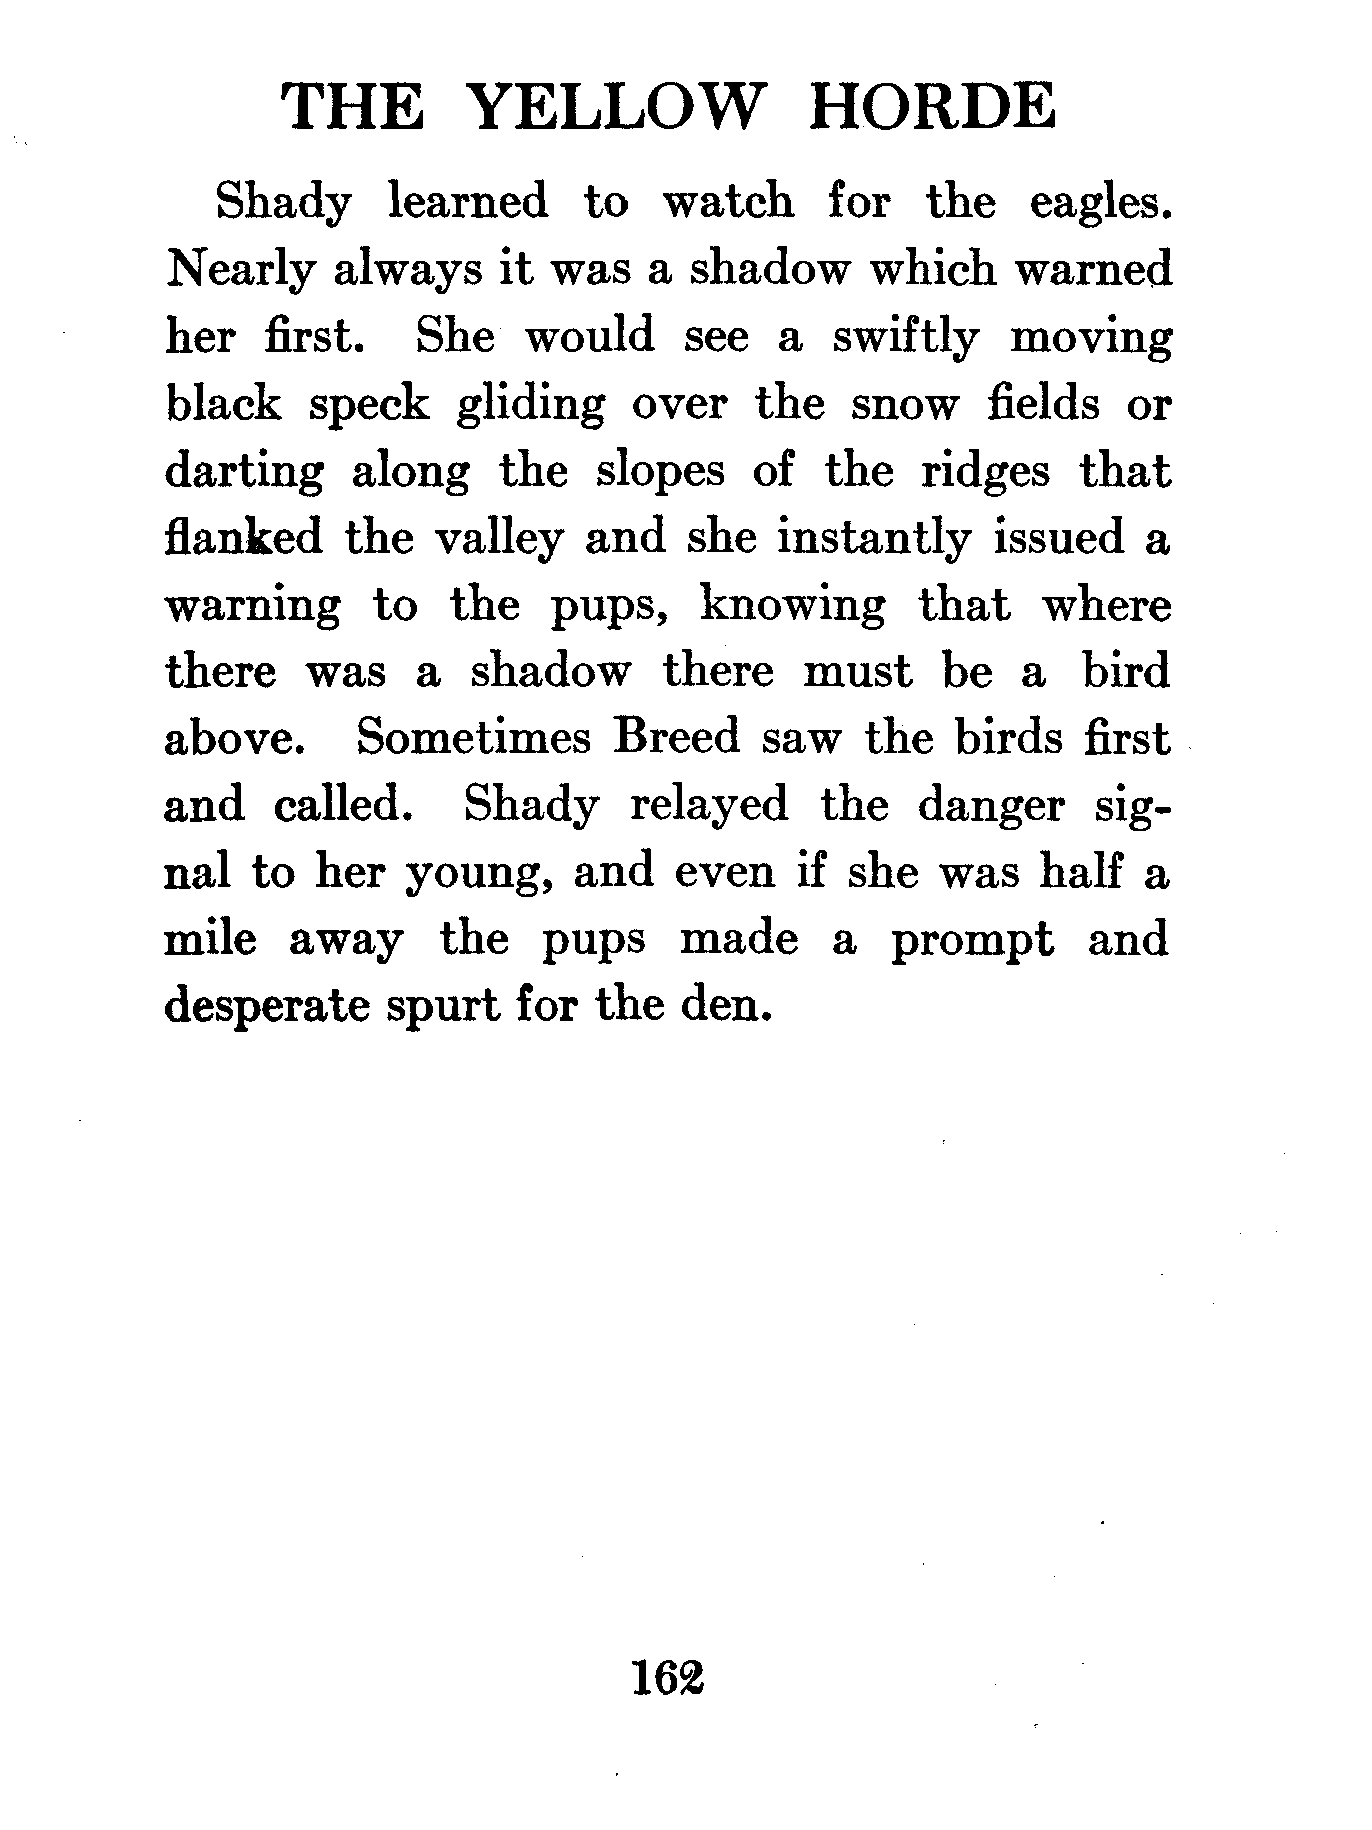 THE YELLOW HORDE
Shady learned to watch for the eagles.
Nearly always it was a shadow which warned
her first. She would see a swiftly moving
black speck gliding over the snow fields or
darting along the slopes of the ridges that
flanked the valley and she instantly issued a
warning to the pups, knowing that where
there was a shadow there must be a bird
above. Sometimes Breed saw the birds first
and called. Shady relayed the danger sig-
nal to her young, and even if she was half a
mile away the pups made a prompt and
desperate spurt for the den.
162